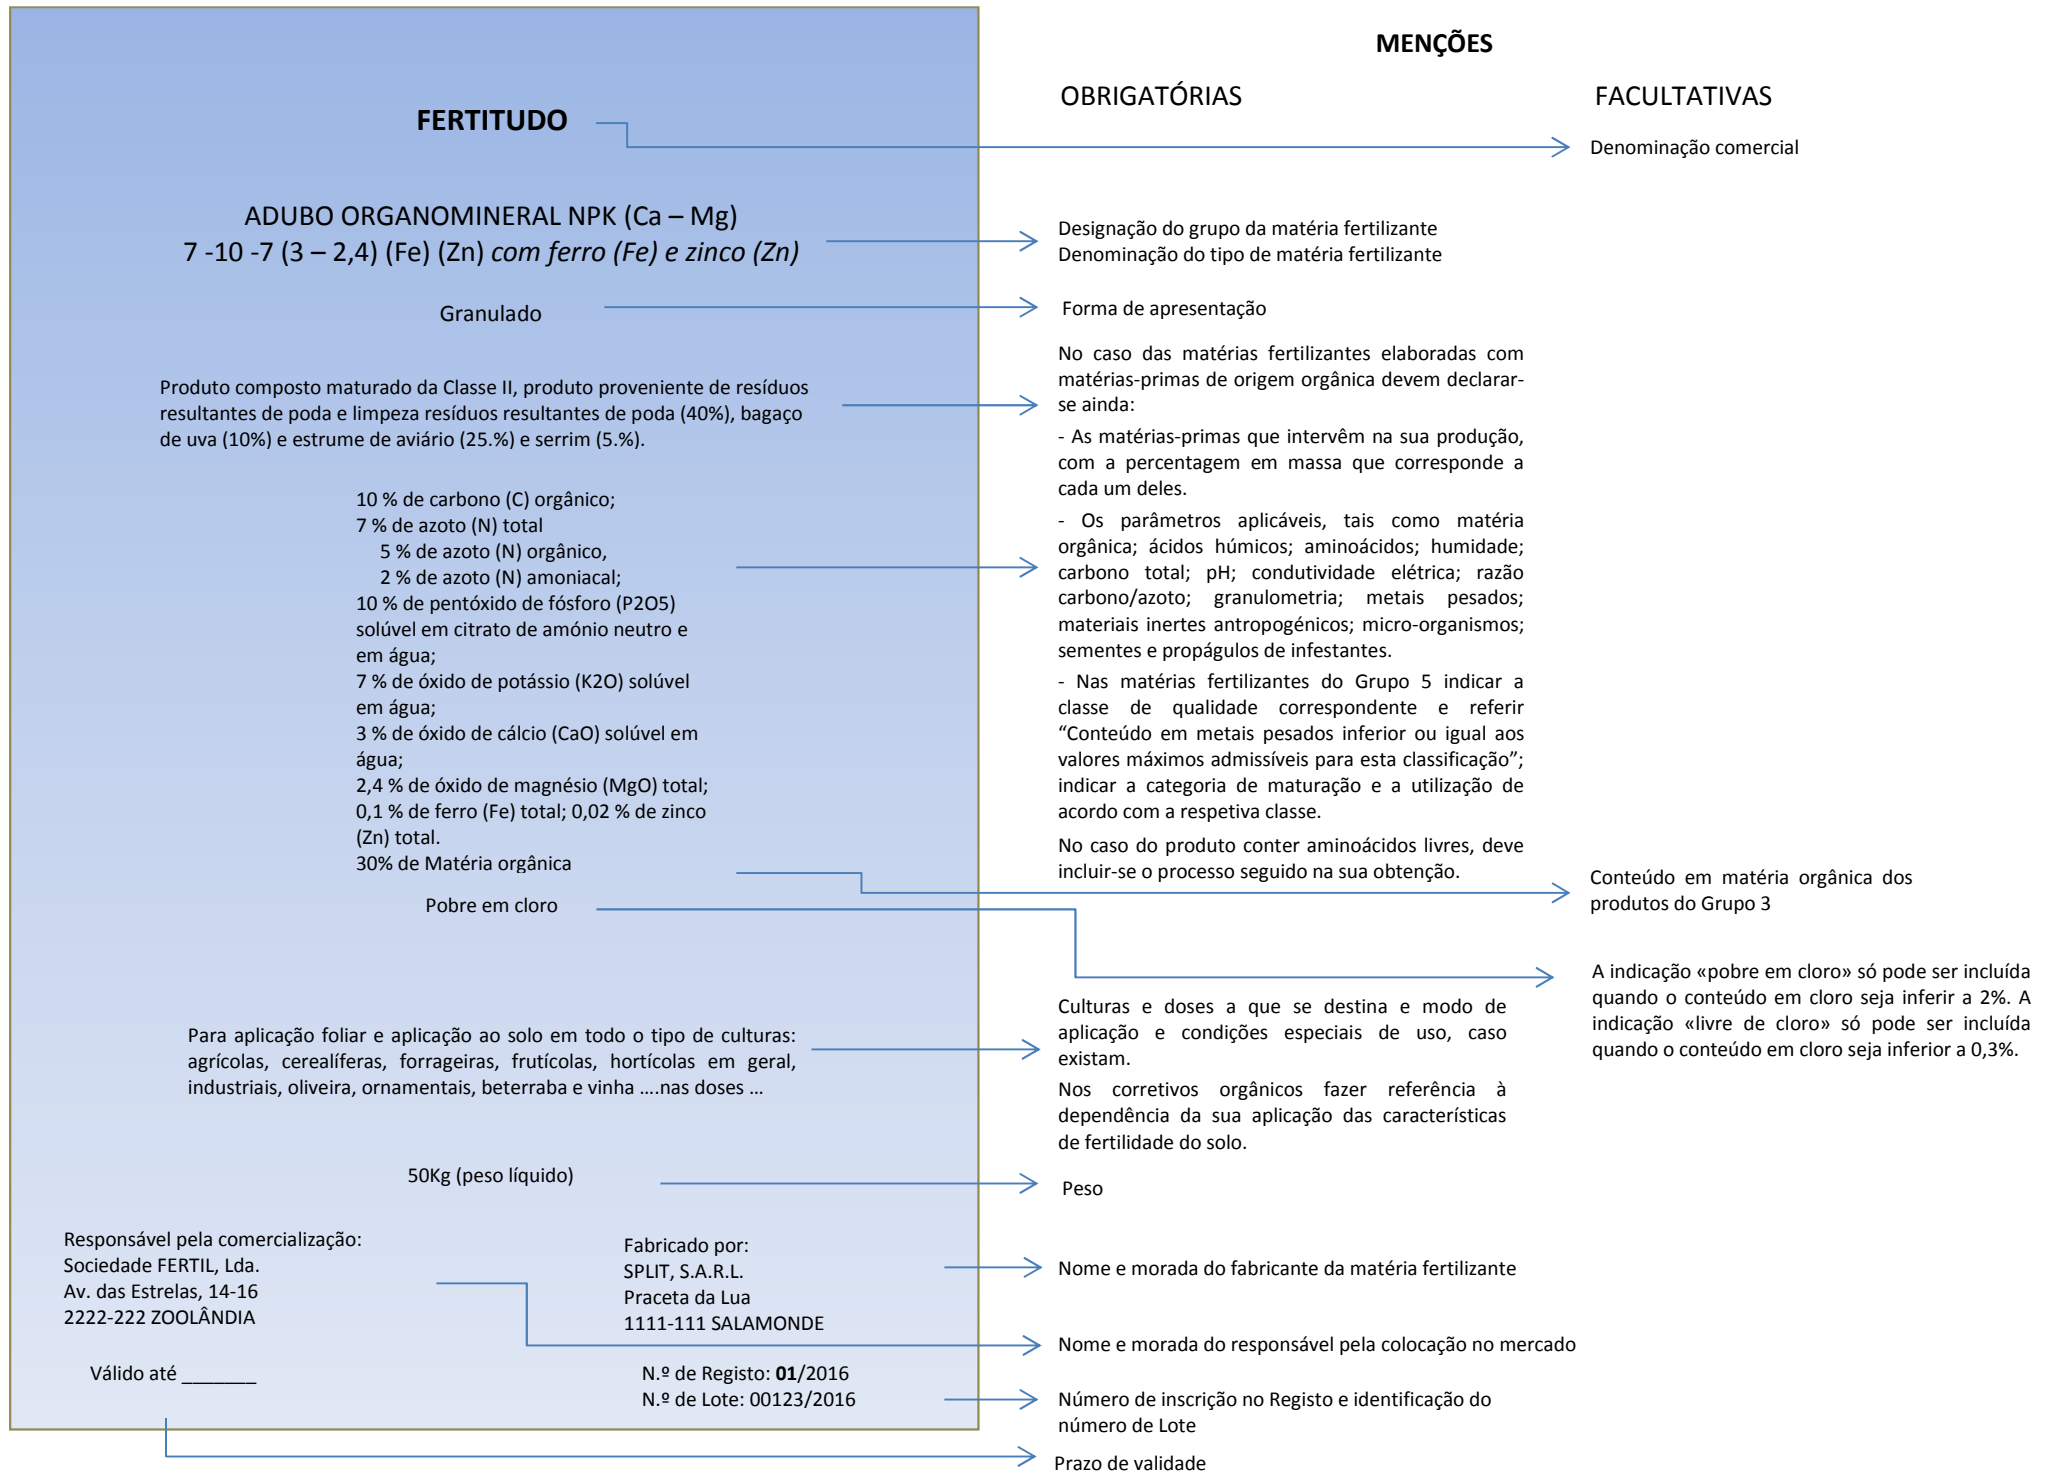 MENÇÕES
OBRIGATÓRIAS
FACULTATIVAS
FERTITUDO
Denominação comercial
ADUBO ORGANOMINERAL NPK (Ca – Mg)
7 -10 -7 (3 – 2,4) (Fe) (Zn) com ferro (Fe) e zinco (Zn)
Designação do grupo da matéria fertilizante
Denominação do tipo de matéria fertilizante
Granulado
Forma de apresentação
Produto composto maturado da Classe II, produto proveniente de resíduos
resultantes de poda e limpeza resíduos resultantes de poda (40%), bagaço
de uva (10%) e estrume de aviário (25.%) e serrim (5.%).
No caso das matérias fertilizantes elaboradas com
matérias-primas de origem orgânica devem declarar-
se ainda:
- As matérias-primas que intervêm na sua produção,
com a percentagem em massa que corresponde a
cada um deles.
10 % de carbono (C) orgânico;
7 % de azoto (N) total
5 % de azoto (N) orgânico,
2 % de azoto (N) amoniacal;
10 % de pentóxido de fósforo (P2O5)
solúvel em citrato de amónio neutro e
em água;
7 % de óxido de potássio (K2O) solúvel
em água;
3 % de óxido de cálcio (CaO) solúvel em
água;
2,4 % de óxido de magnésio (MgO) total;
0,1 % de ferro (Fe) total; 0,02 % de zinco
(Zn) total.
30% de Matéria orgânica
- Os parâmetros aplicáveis, tais como matéria
orgânica; ácidos húmicos; aminoácidos; humidade;
carbono total; pH; condutividade elétrica; razão
carbono/azoto; granulometria; metais pesados;
materiais inertes antropogénicos; micro-organismos;
sementes e propágulos de infestantes.
- Nas matérias fertilizantes do Grupo 5 indicar a
classe de qualidade correspondente e referir
“Conteúdo em metais pesados inferior ou igual aos
valores máximos admissíveis para esta classificação”;
indicar a categoria de maturação e a utilização de
acordo com a respetiva classe.
No caso do produto conter aminoácidos livres, deve
incluir-se o processo seguido na sua obtenção.
Conteúdo em matéria orgânica dos
produtos do Grupo 3
Pobre em cloro
A indicação «pobre em cloro» só pode ser incluída
quando o conteúdo em cloro seja inferir a 2%. A
indicação «livre de cloro» só pode ser incluída
quando o conteúdo em cloro seja inferior a 0,3%.
Para aplicação foliar e aplicação ao solo em todo o tipo de culturas:
agrícolas, cerealíferas, forrageiras, frutícolas, hortícolas em geral,
industriais, oliveira, ornamentais, beterraba e vinha ….nas doses …
Culturas e doses a que se destina e modo de
aplicação e condições especiais de uso, caso
existam.
Nos corretivos orgânicos fazer referência à
dependência da sua aplicação das características
de fertilidade do solo.
50Kg (peso líquido)
Peso
Responsável pela comercialização:
Sociedade FERTIL, Lda.
Av. das Estrelas, 14-16
2222-222 ZOOLÂNDIA
Fabricado por:
SPLIT, S.A.R.L.
Praceta da Lua
1111-111 SALAMONDE
Nome e morada do fabricante da matéria fertilizante
Nome e morada do responsável pela colocação no mercado
Válido até _______
N.º de Registo: 01/2016
N.º de Lote: 00123/2016
Número de inscrição no Registo e identificação do
número de Lote
Prazo de validade